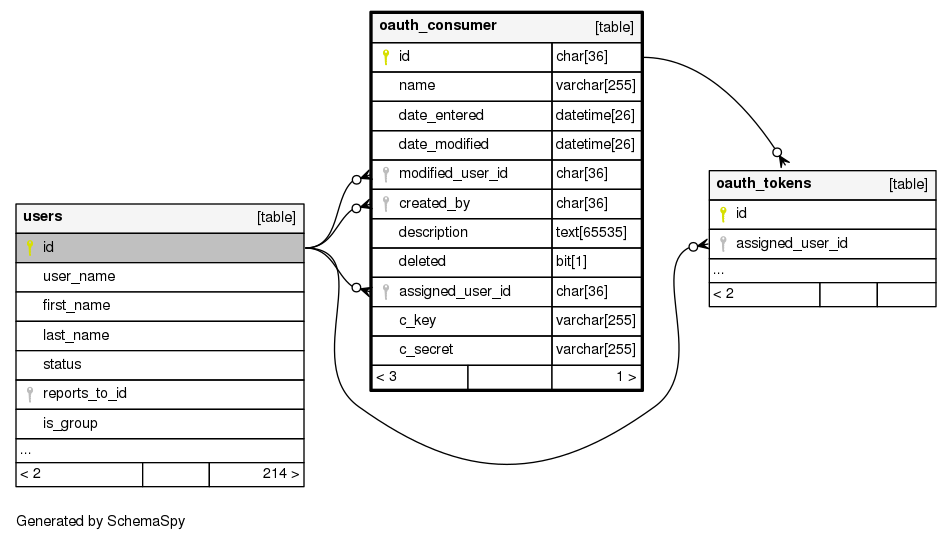 oauth_consumer [table]
id char[36]
name varchar[255]
date_entered datetime[26]
date_modified datetime[26]
modified_user_id char[36]
created_by char[36]
description text[65535]
deleted bit[1]
assigned_user_id char[36]
c_key varchar[255]
c_secret varchar[255]
< 3 1 >
users [table]
id
user_name
first_name
last_name
status
reports_to_id
is_group
...
< 2 214 >
oauth_tokens [table]
id
assigned_user_id
...
< 2
Generated by SchemaSpy